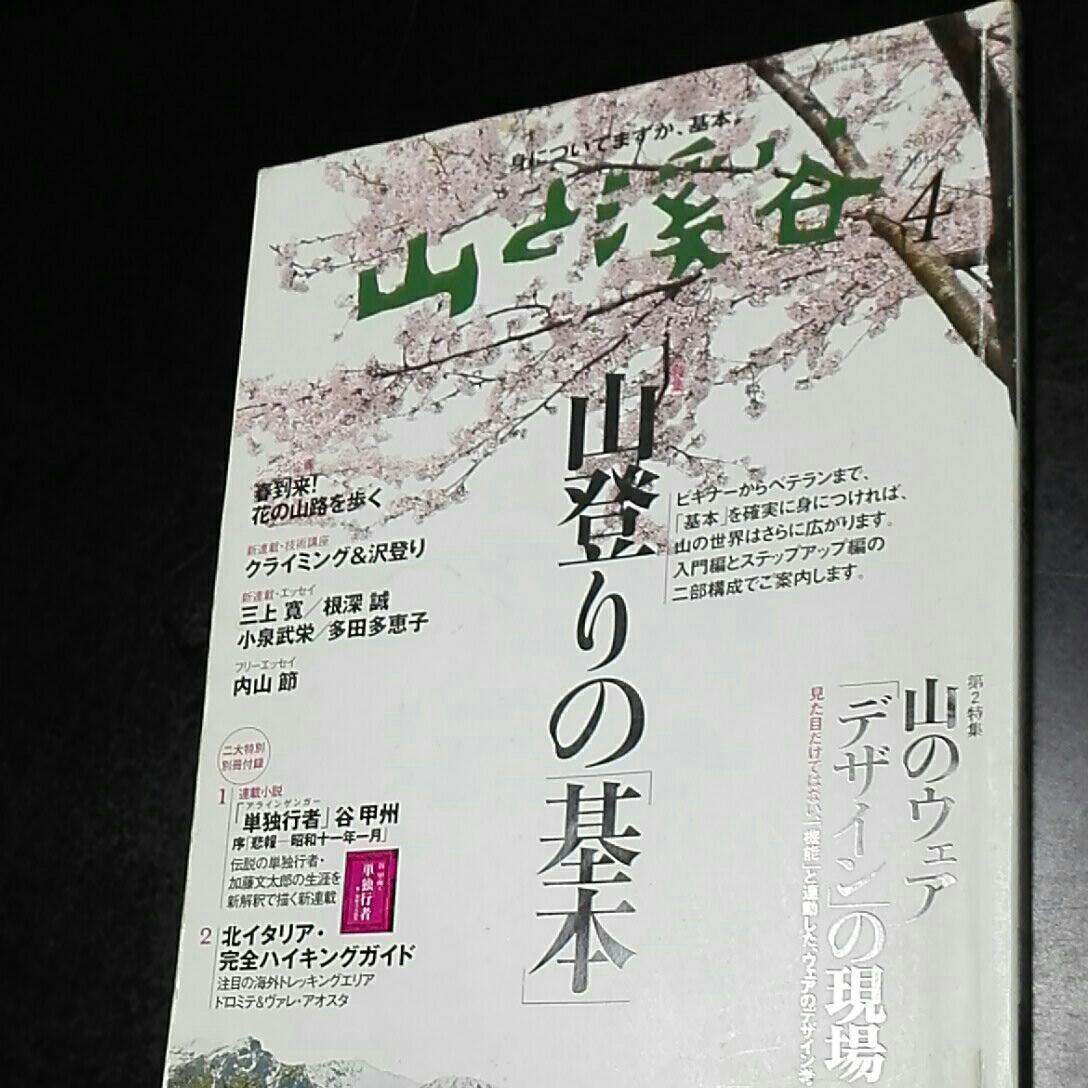 身についてますか、基本。
山と溪谷
4
特集
山登りの「基本」
ビギナーからベテランまで、
「基本」を確実に身につければ、
山の世界はさらに広がります。
入門編とステップアップ編の
二部構成でご案内します。
春到来!
花の山路を歩く
新連載・技術講座
クライミング&沢登り
新連載・エッセイ
三上 寛/根深 誠
小泉武栄/多田多恵子
フリーエッセイ
内山 節
第2特集
山のウェア
「デザイン」の現場
見た目だけではない、「機能」と連動した、ウェアのデザイン考
二大特別
別冊付録
1
連載小説
アラインゲンガー
「単独行者」谷 甲州
序「悲報―昭和十一年一月」
伝説の単独行者・
加藤文太郎の生涯を
新解釈で描く新連載
単独行者
2
北イタリア・
完全ハイキングガイド
注目の海外トレッキングエリア
ドロミテ&ヴァレ・アオスタ